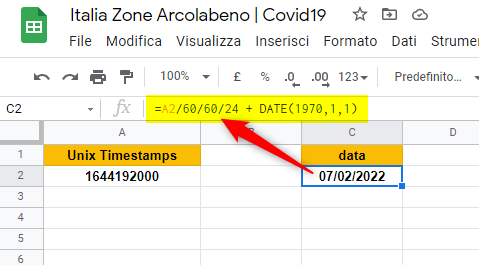 Italia Zone Arcolabeno | Covid19
File Modifica Visualizza Inserisci Formato Dati Strume
100% £ % .0 .00 123 Predefinito...
C2 fx =A2/60/60/24 + DATE(1970,1,1)
A B C D
1 Unix Timestamps data
2 1644192000 07/02/2022
3
4
5
6
7